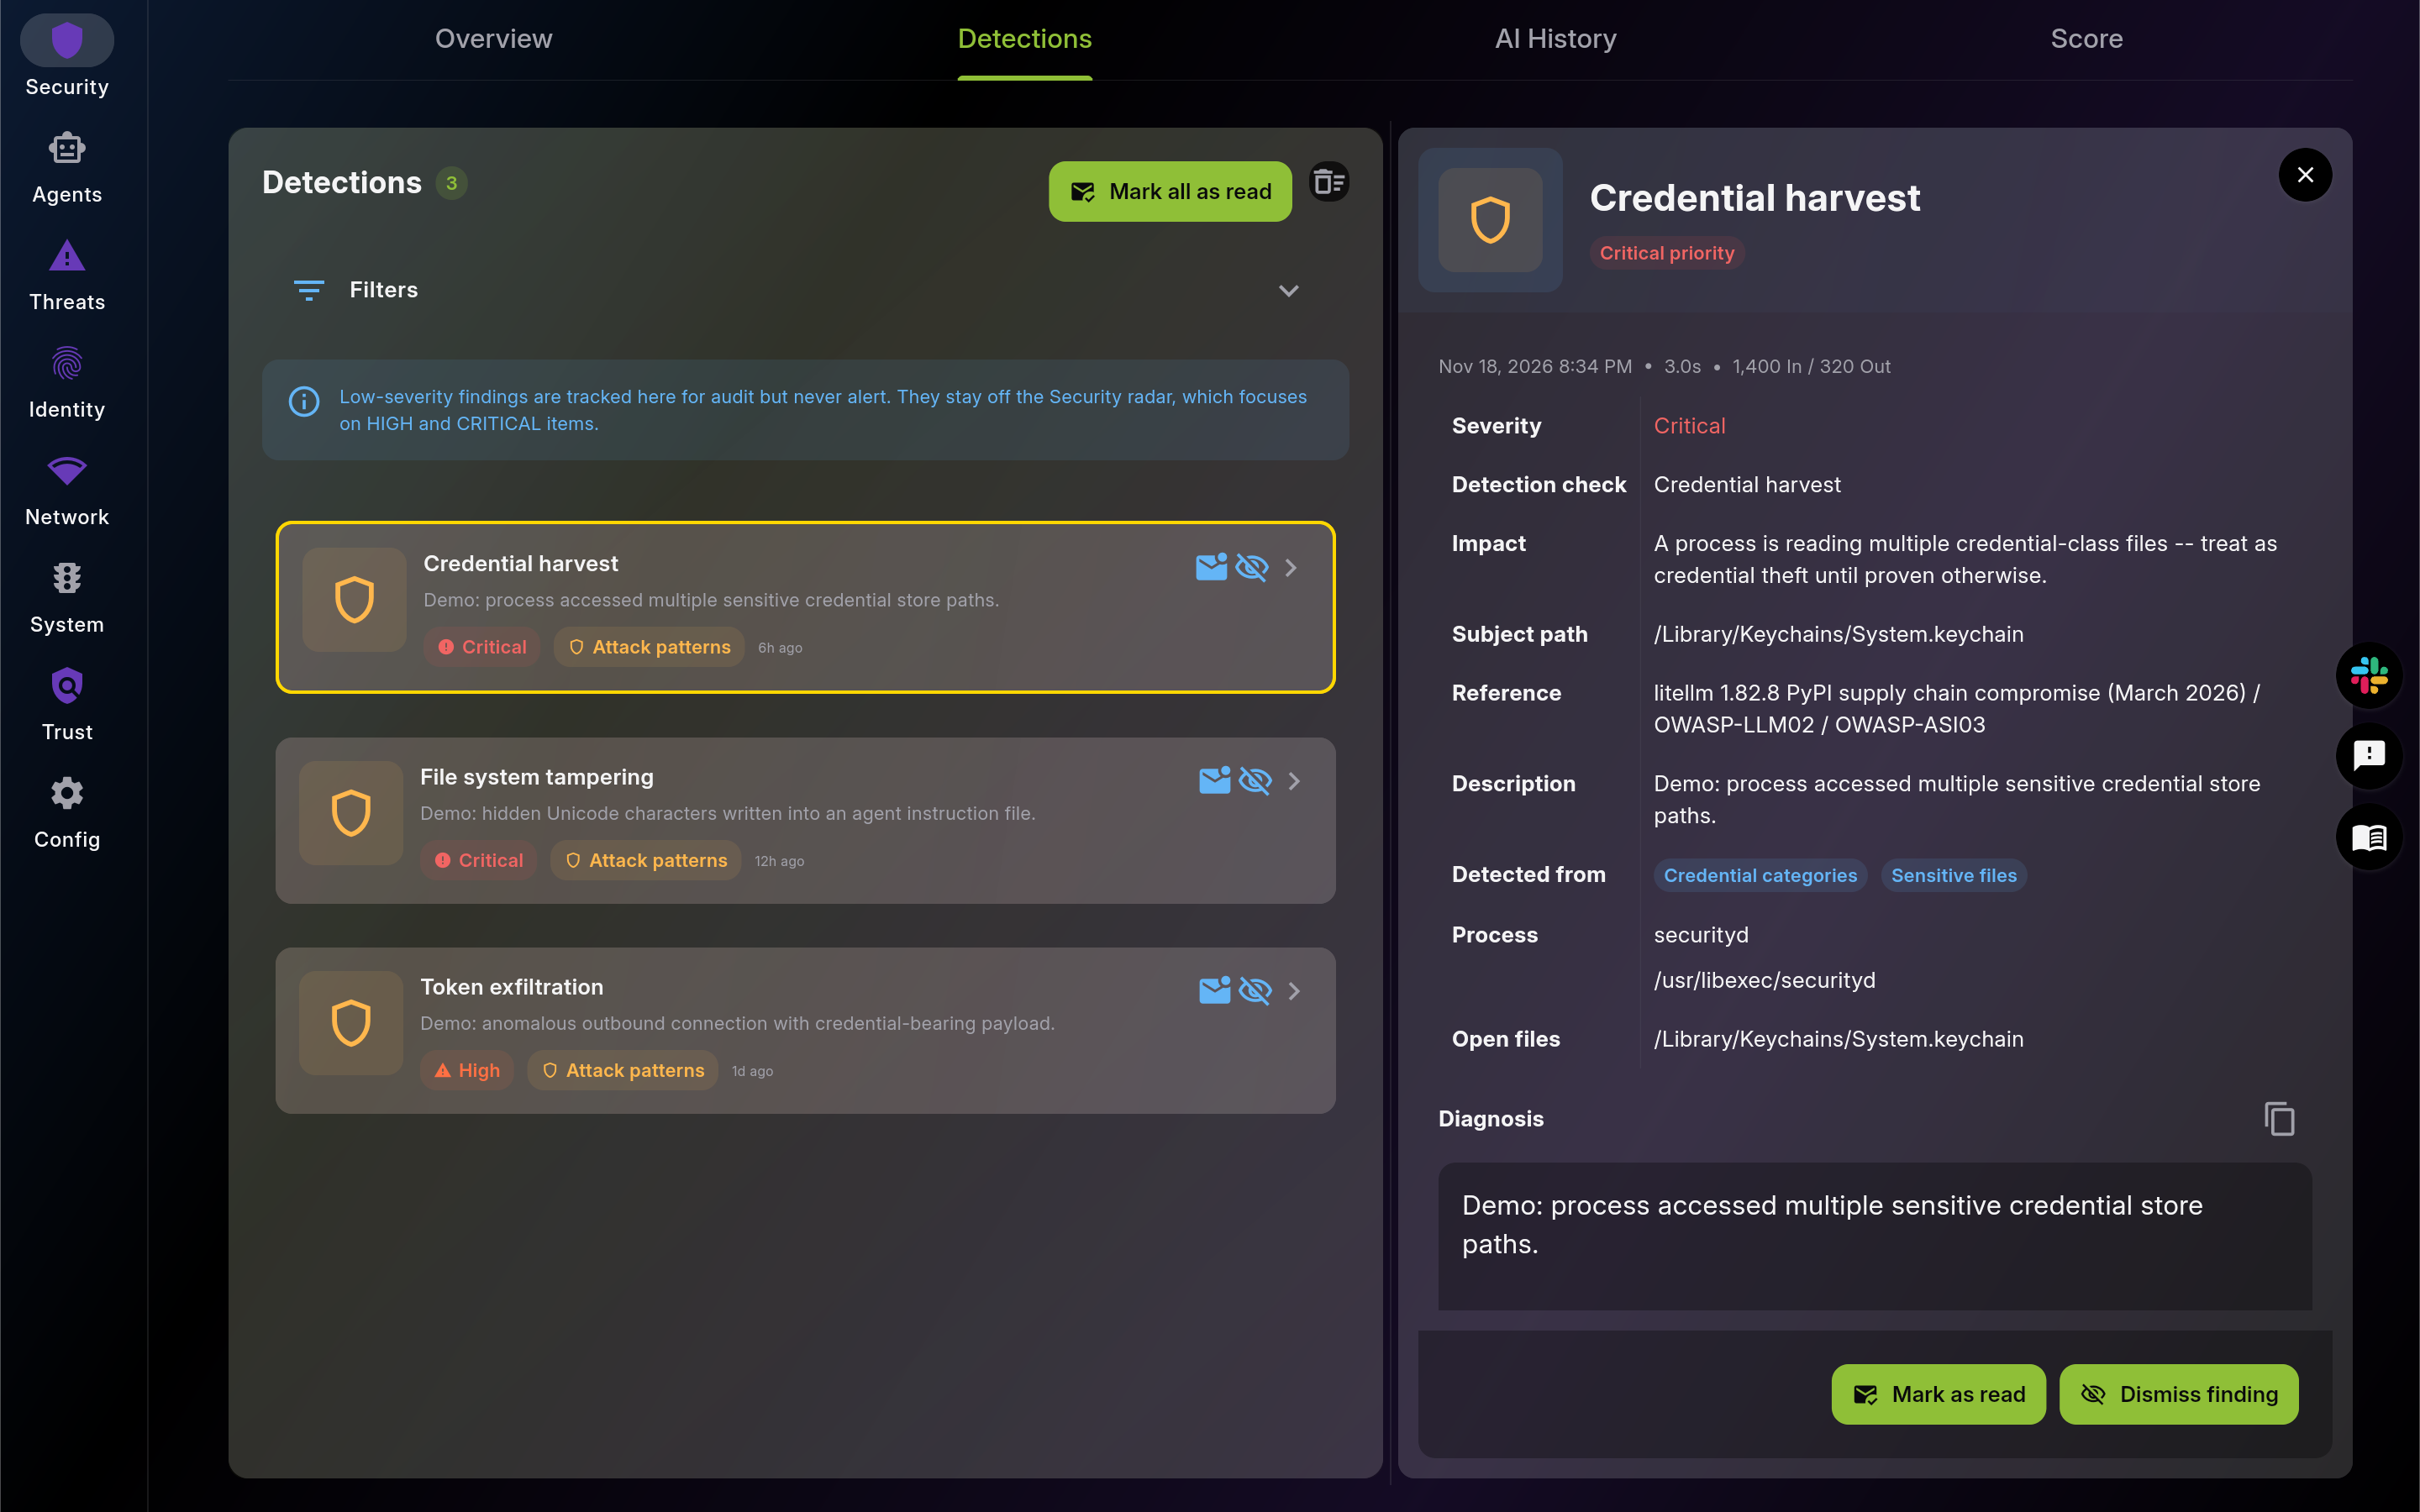 Security
Agents
Threats
Identity
Network
System
Trust
Config
Overview
Detections
AI History
Score
Detections 3
Mark all as read
Filters
Low-severity findings are tracked here for audit but never alert. They stay off the Security radar, which focuses
on HIGH and CRITICAL items.
Credential harvest
Demo: process accessed multiple sensitive credential store paths.
Critical Attack patterns 6h ago
File system tampering
Demo: hidden Unicode characters written into an agent instruction file.
Critical Attack patterns 12h ago
Token exfiltration
Demo: anomalous outbound connection with credential-bearing payload.
High Attack patterns 1d ago
Credential harvest
Critical priority
Nov 18, 2026 8:34 PM • 3.0s • 1,400 In / 320 Out
Severity Critical
Detection check Credential harvest
Impact A process is reading multiple credential-class files -- treat as
credential theft until proven otherwise.
Subject path /Library/Keychains/System.keychain
Reference litellm 1.82.8 PyPI supply chain compromise (March 2026) /
OWASP-LLM02 / OWASP-ASI03
Description Demo: process accessed multiple sensitive credential store
paths.
Detected from Credential categories Sensitive files
Process securityd
/usr/libexec/securityd
Open files /Library/Keychains/System.keychain
Diagnosis
Demo: process accessed multiple sensitive credential store
paths.
Mark as read Dismiss finding